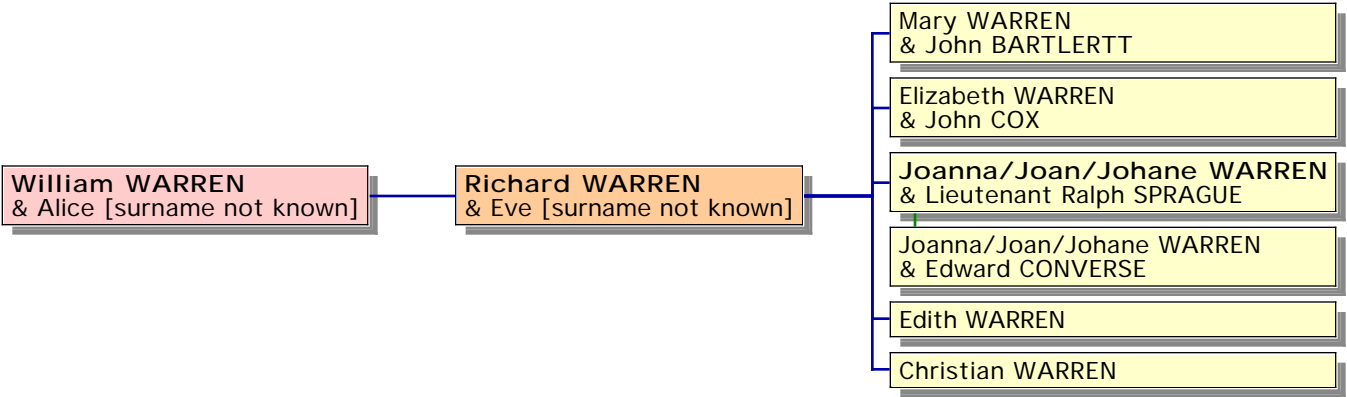 William WARREN
& Alice [surname not known]
Richard WARREN
& Eve [surname not known]
Mary WARREN
& John BARTLERTT
Elizabeth WARREN
& John COX
Joanna/Joan/Johane WARREN
& Lieutenant Ralph SPRAGUE
Joanna/Joan/Johane WARREN
& Edward CONVERSE
Edith WARREN
Christian WARREN